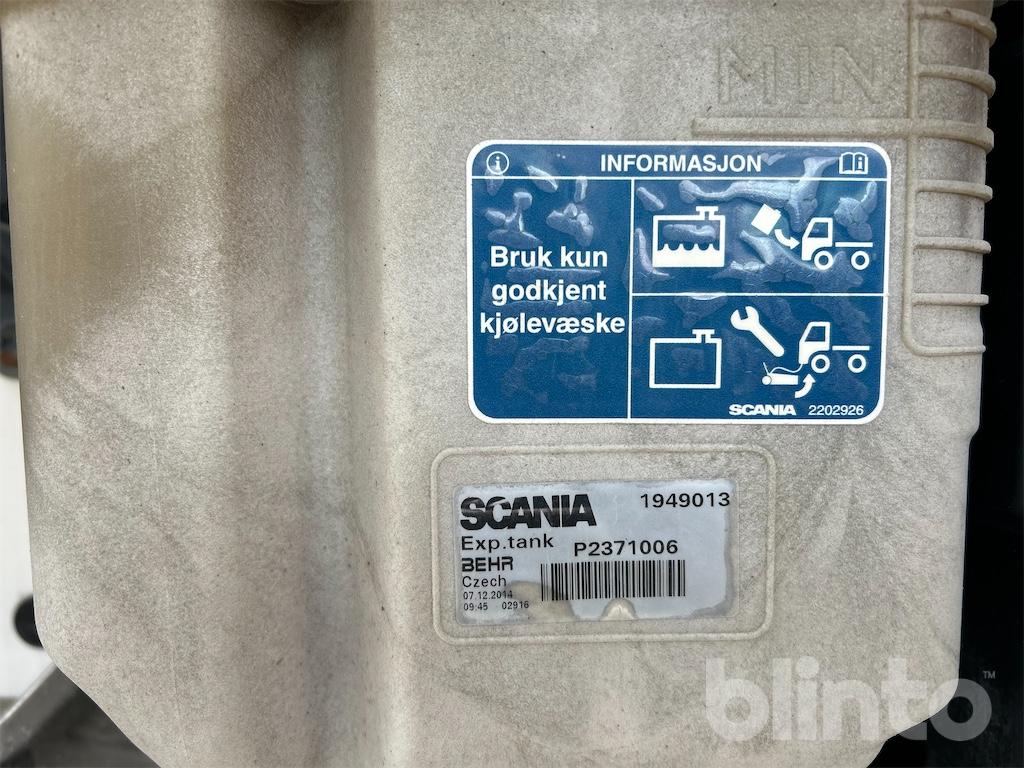 MIN
INFORMASJON
Bruk kun
godkjent
kjølevæske
SCANIA 2202926
SCANIA 1949013
Exp.tank P2371006
BEHR
Czech
07.12.2014
09:45 02916
blinto™